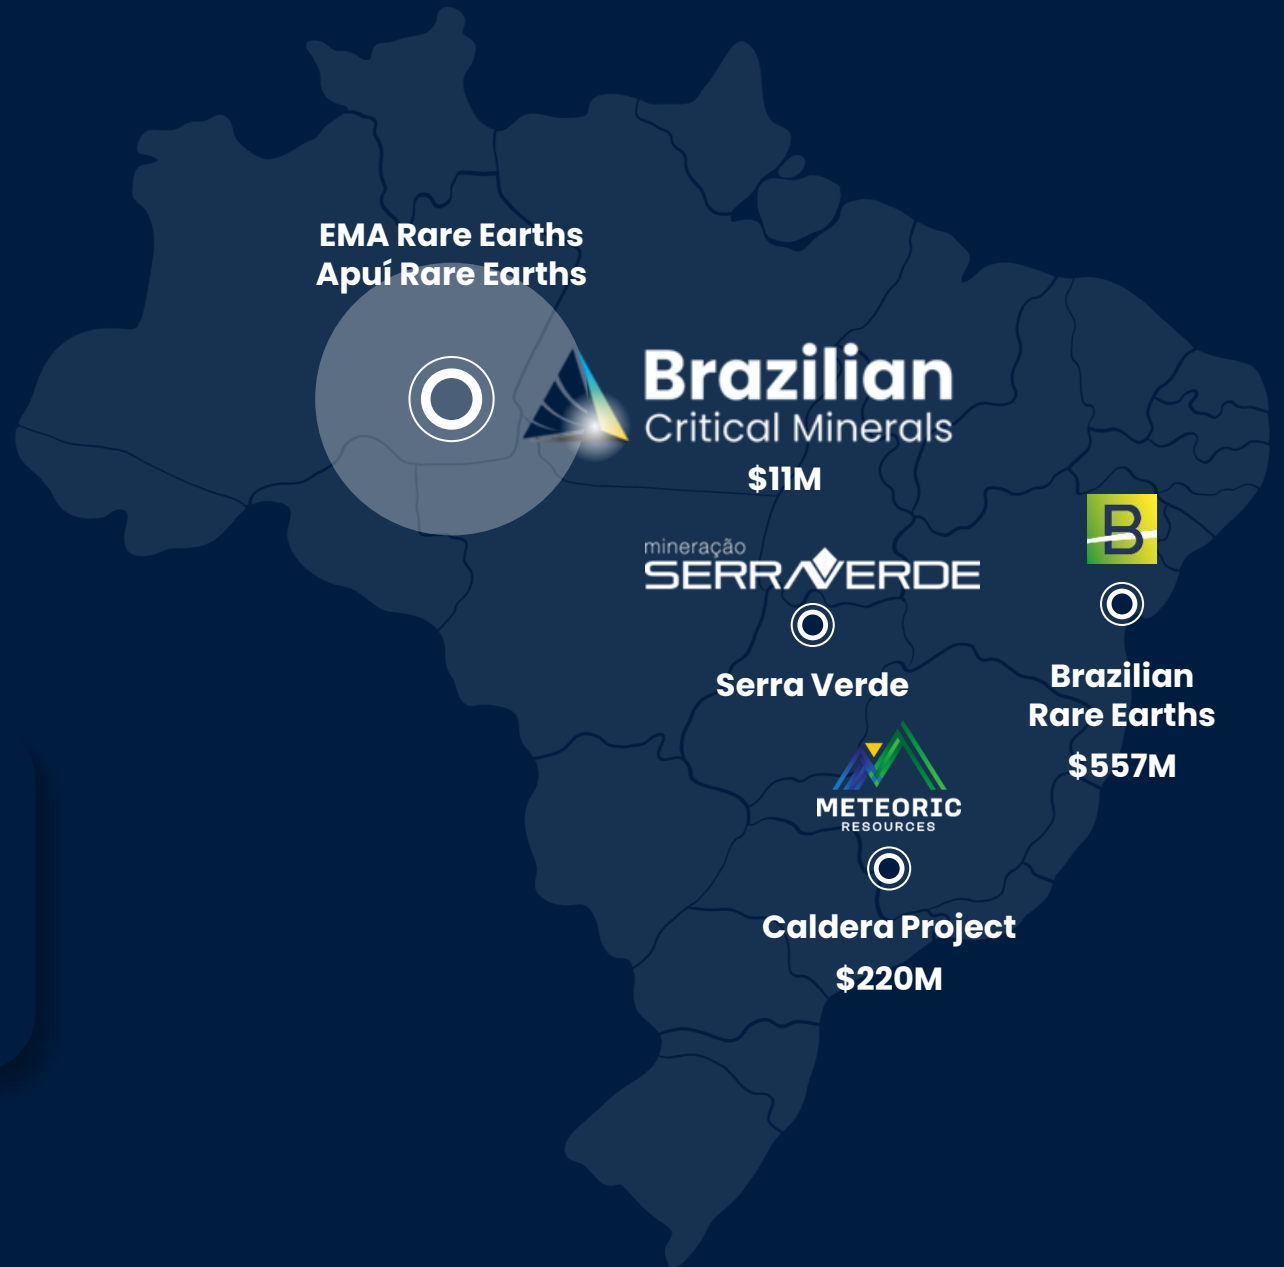 EMA Rare Earths
Apuí Rare Earths
Brazilian
Critical Minerals
$11M
mineração
SERRAVERDE
Serra Verde
B
Brazilian
Rare Earths
$557M
METEORIC
RESOURCES
Caldera Project
$220M